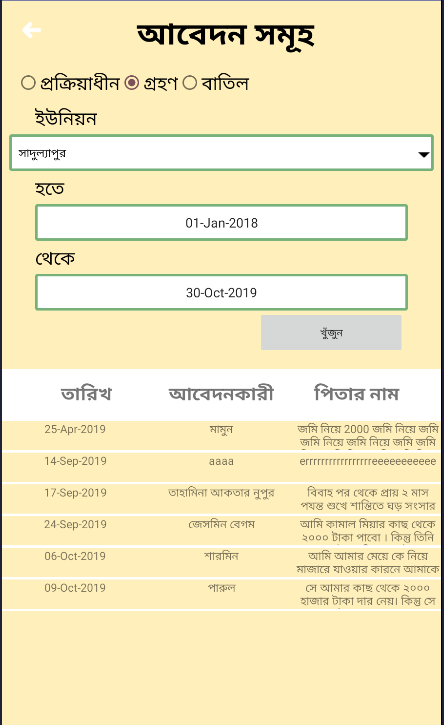 আবেদন সমূহ
প্রক্রিয়াধীন গ্রহণ বাতিল
ইউনিয়ন
সাদুল্যাপুর
হতে
01-Jan-2018
থেকে
30-Oct-2019
খুঁজুন
তারিখ আবেদনকারী পিতার নাম
25-Apr-2019 মামুন জমি নিয়ে 2000 জমি নিয়ে জমি
জমি নিয়ে জমি নিয়ে জমি জমি
14-Sep-2019 aaaa errrrrrrrrrrrrrrrrreeeeeeeeeee
17-Sep-2019 তাহামিনা আকতার নুপুর বিবাহ পর থেকে প্রায় ২ মাস
পযন্ত শুখে শান্তিতে ঘড় সংসার
24-Sep-2019 জেসমিন বেগম আমি কামাল মিয়ার কাছ থেকে
২০০০ টাকা পাবো । কিন্তু তিনি
06-Oct-2019 শারমিন আমি আমার মেয়ে কে নিয়ে
মাজারে যাওয়ার কারনে আমাকে
09-Oct-2019 পারুল সে আমার কাছ থেকে ২০০০
হাজার টাকা দার নেয়। কিন্তু সে